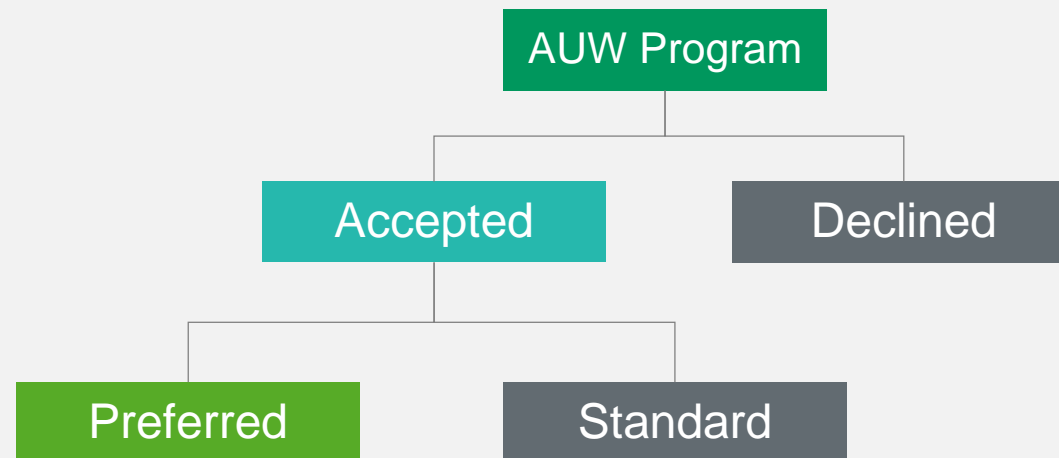 AUW Program
Accepted
Declined
Preferred
Standard